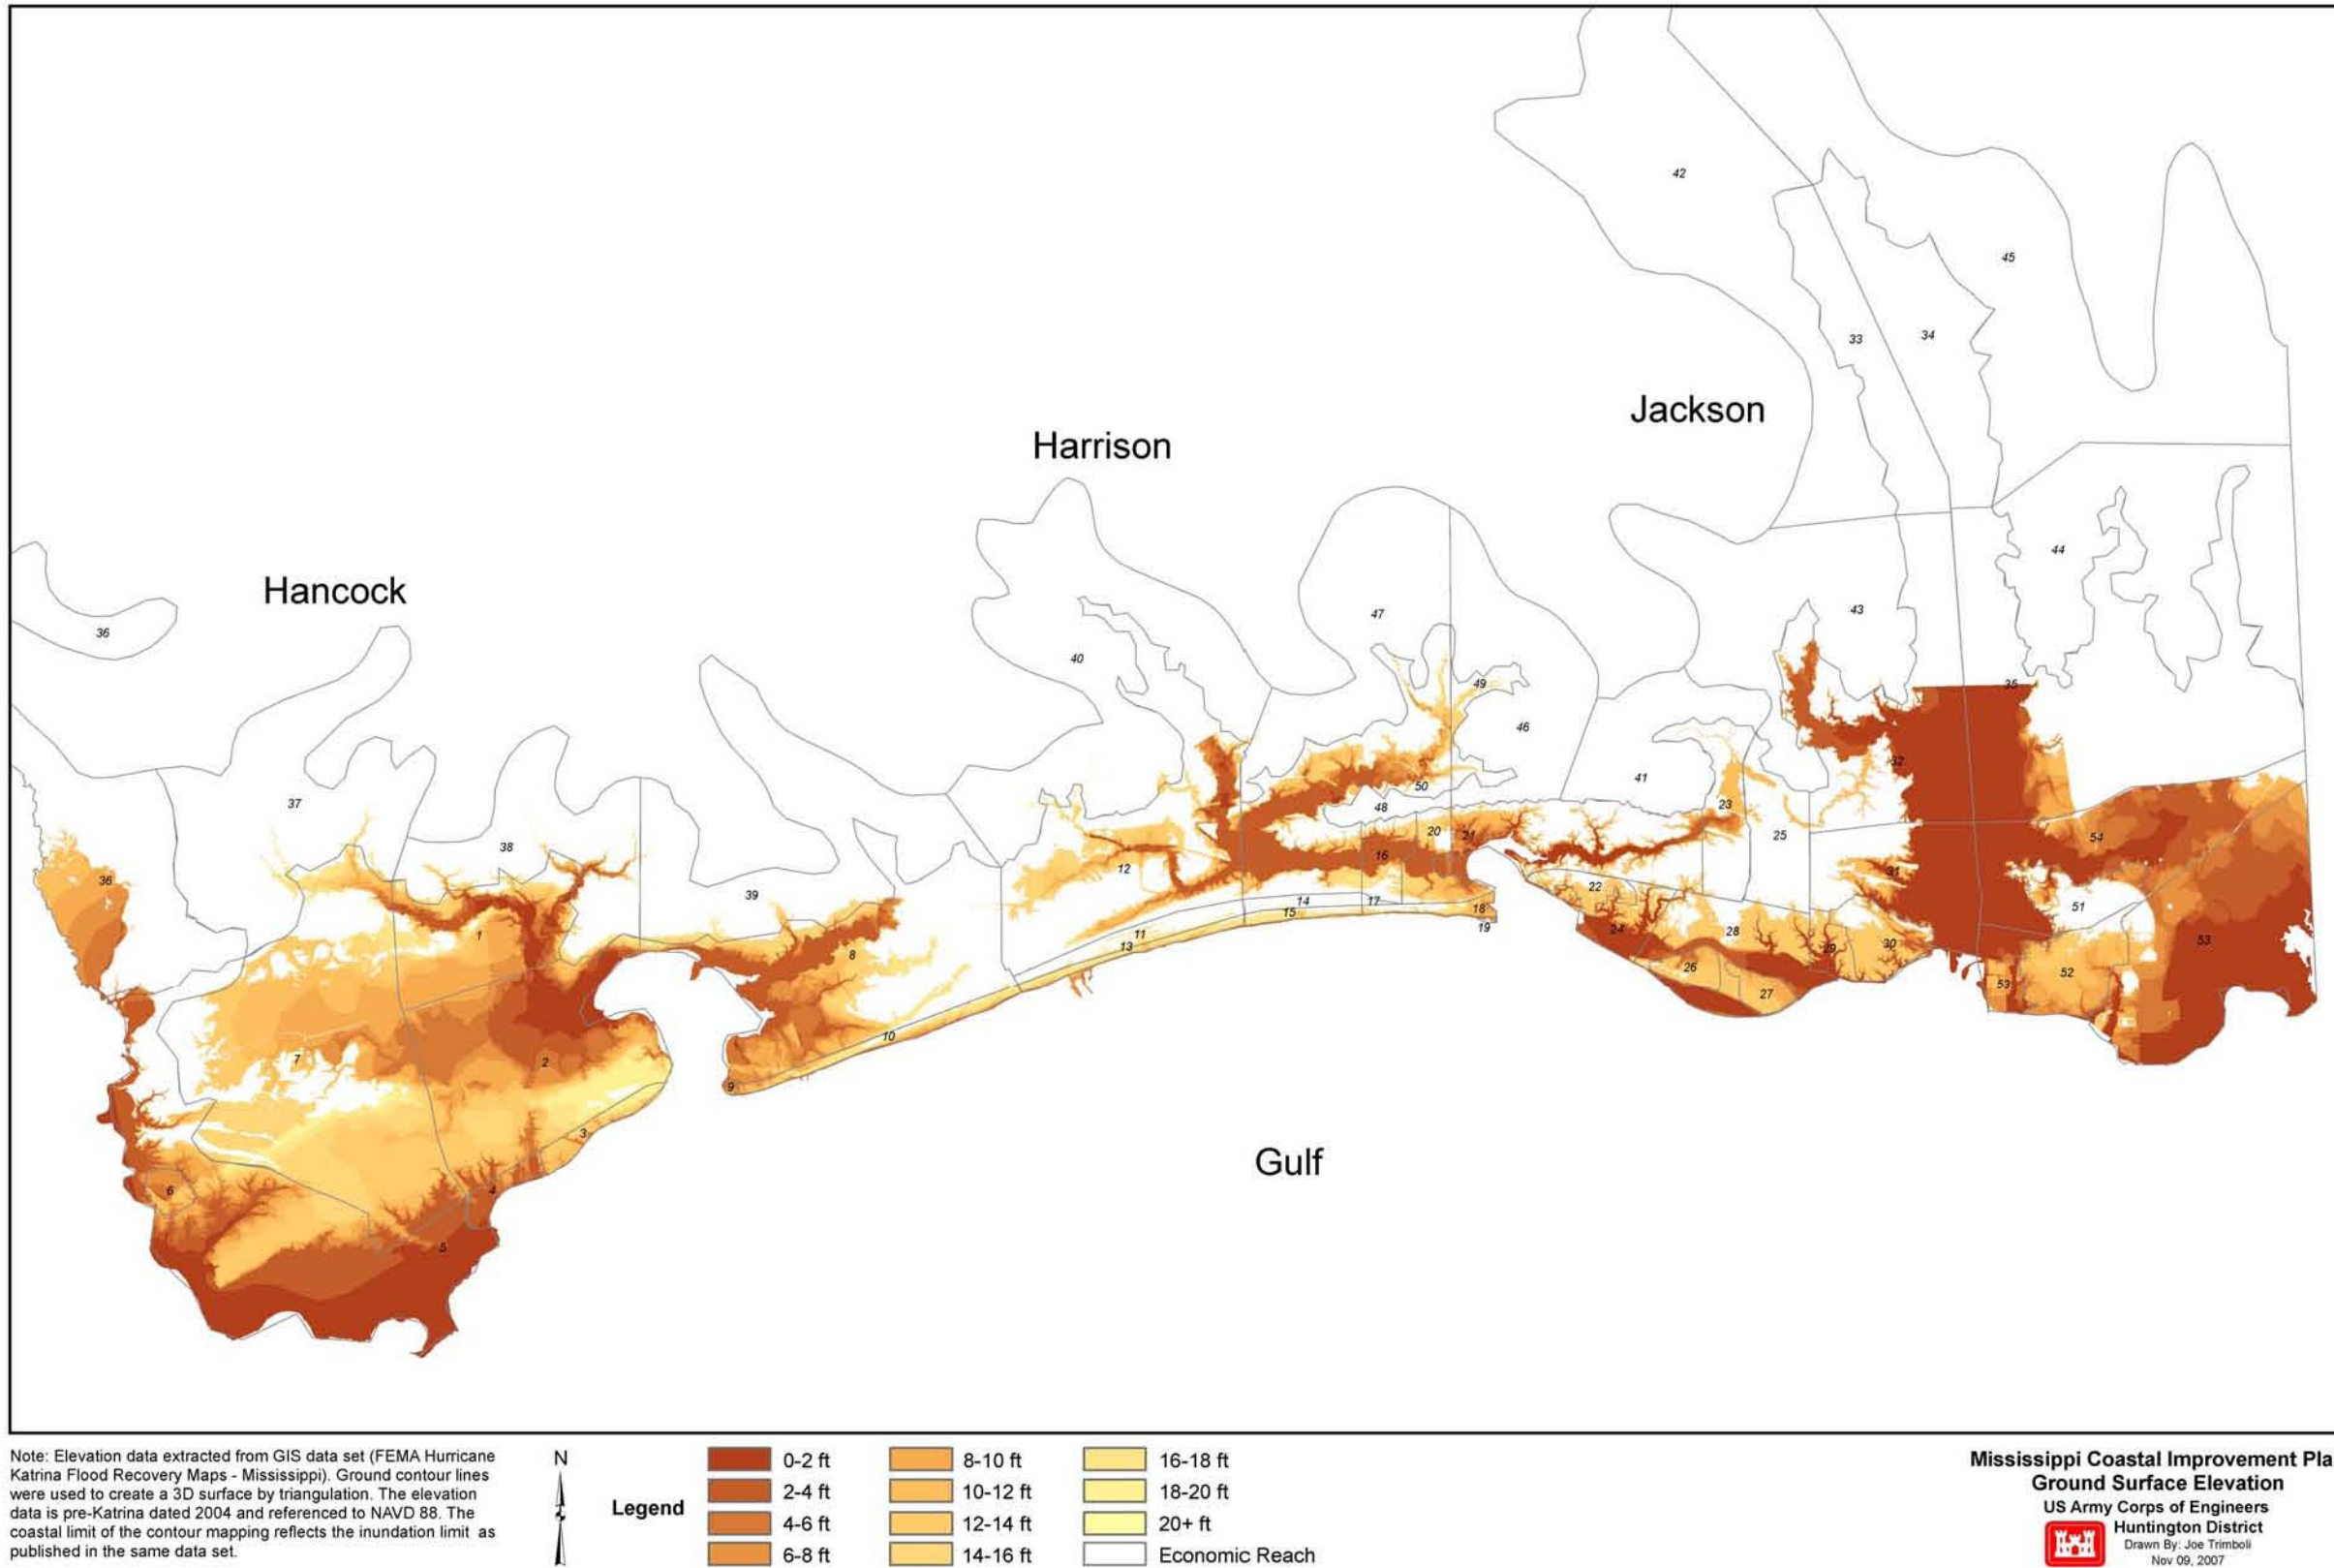 42
45
33
34
Jackson
Harrison
44
Hancock
43
47
36
40
49
35
46
32
41
50
37
23
48
20
21
25
54
38
16
12
31
36
22
39
14
17
51
15
18
19
24
1
11
28
53
13
30
29
8
26
52
53
27
10
7
2
9
3
Gulf
6
4
5
Note: Elevation data extracted from GIS data set (FEMA Hurricane
Katrina Flood Recovery Maps - Mississippi). Ground contour lines
were used to create a 3D surface by triangulation. The elevation
data is pre-Katrina dated 2004 and referenced to NAVD 88. The
coastal limit of the contour mapping reflects the inundation limit as
published in the same data set.
N
Legend
0-2 ft
2-4 ft
4-6 ft
6-8 ft
8-10 ft
10-12 ft
12-14 ft
14-16 ft
16-18 ft
18-20 ft
20+ ft
Economic Reach
Mississippi Coastal Improvement Pla
Ground Surface Elevation
US Army Corps of Engineers
Huntington District
Drawn By: Joe Trimboli
Nov 09, 2007